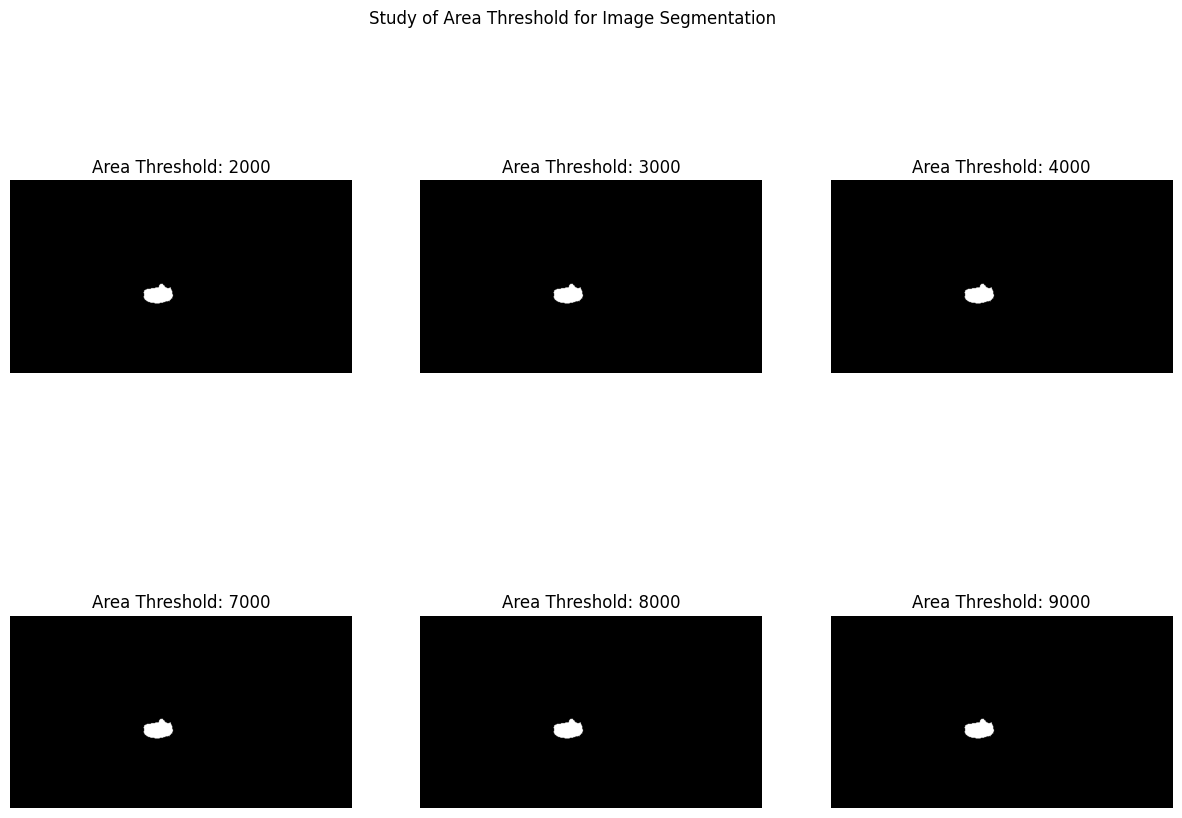 Study of Area Threshold for Image Segmentation
Area Threshold: 2000
Area Threshold: 3000
Area Threshold: 4000
Area Threshold: 7000
Area Threshold: 8000
Area Threshold: 9000